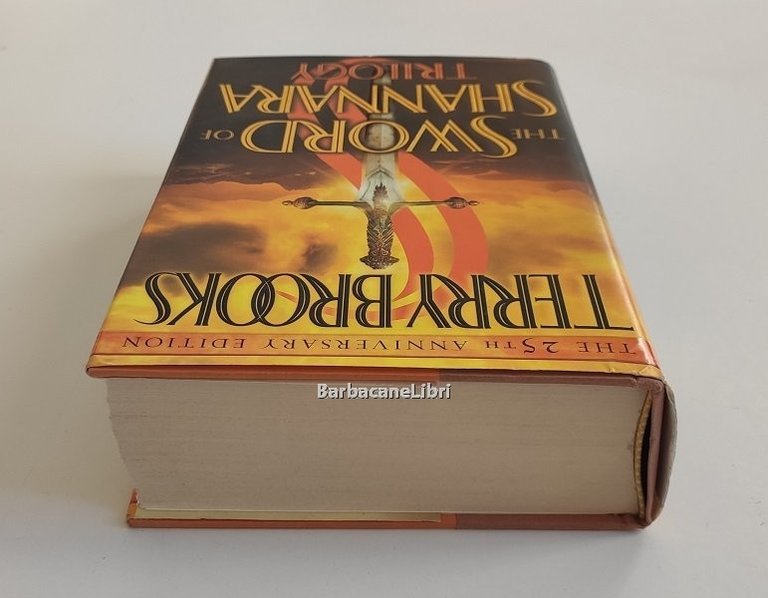 THE 25TH ANNIVERSARY EDITION
TERRY BROOKS
THE SWORD OF
SHANNARA
TRILOGY
BarbacaneLibri